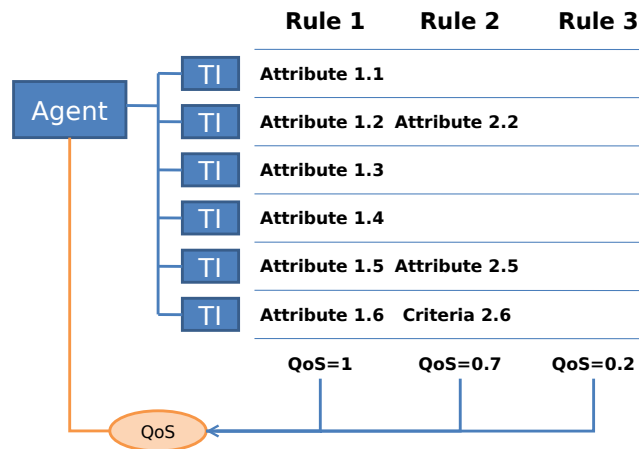 Rule 1 Rule 2 Rule 3
TI Attribute 1.1
Agent
TI Attribute 1.2 Attribute 2.2
TI Attribute 1.3
TI Attribute 1.4
TI Attribute 1.5 Attribute 2.5
TI Attribute 1.6 Criteria 2.6
QoS=1 QoS=0.7 QoS=0.2
QoS